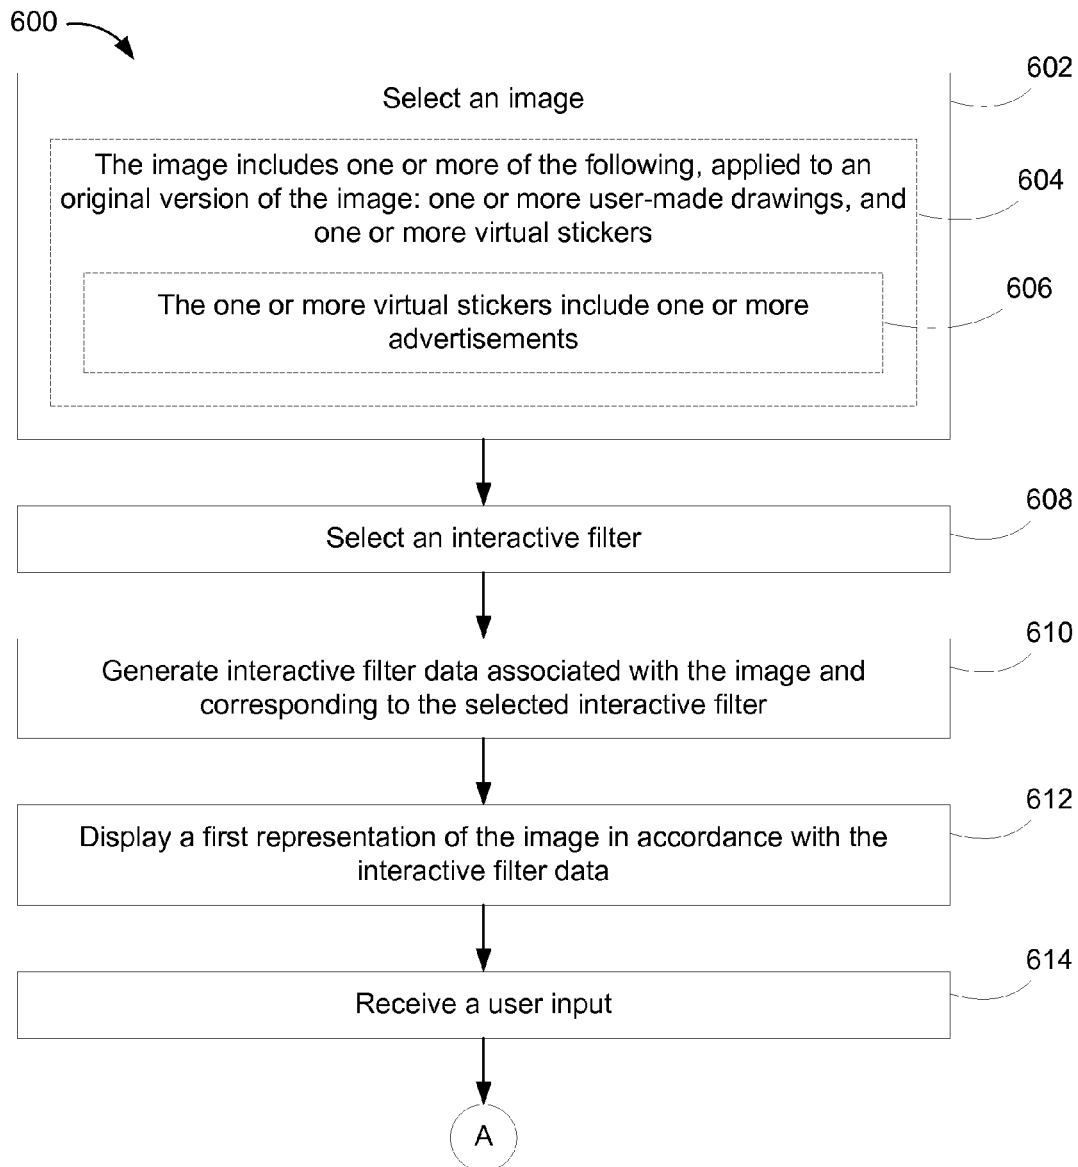 600
602
Select an image
The image includes one or more of the following, applied to an
original version of the image: one or more user-made drawings, and
one or more virtual stickers
604
The one or more virtual stickers include one or more
advertisements
606
608
Select an interactive filter
610
Generate interactive filter data associated with the image and
corresponding to the selected interactive filter
612
Display a first representation of the image in accordance with the
interactive filter data
614
Receive a user input
A